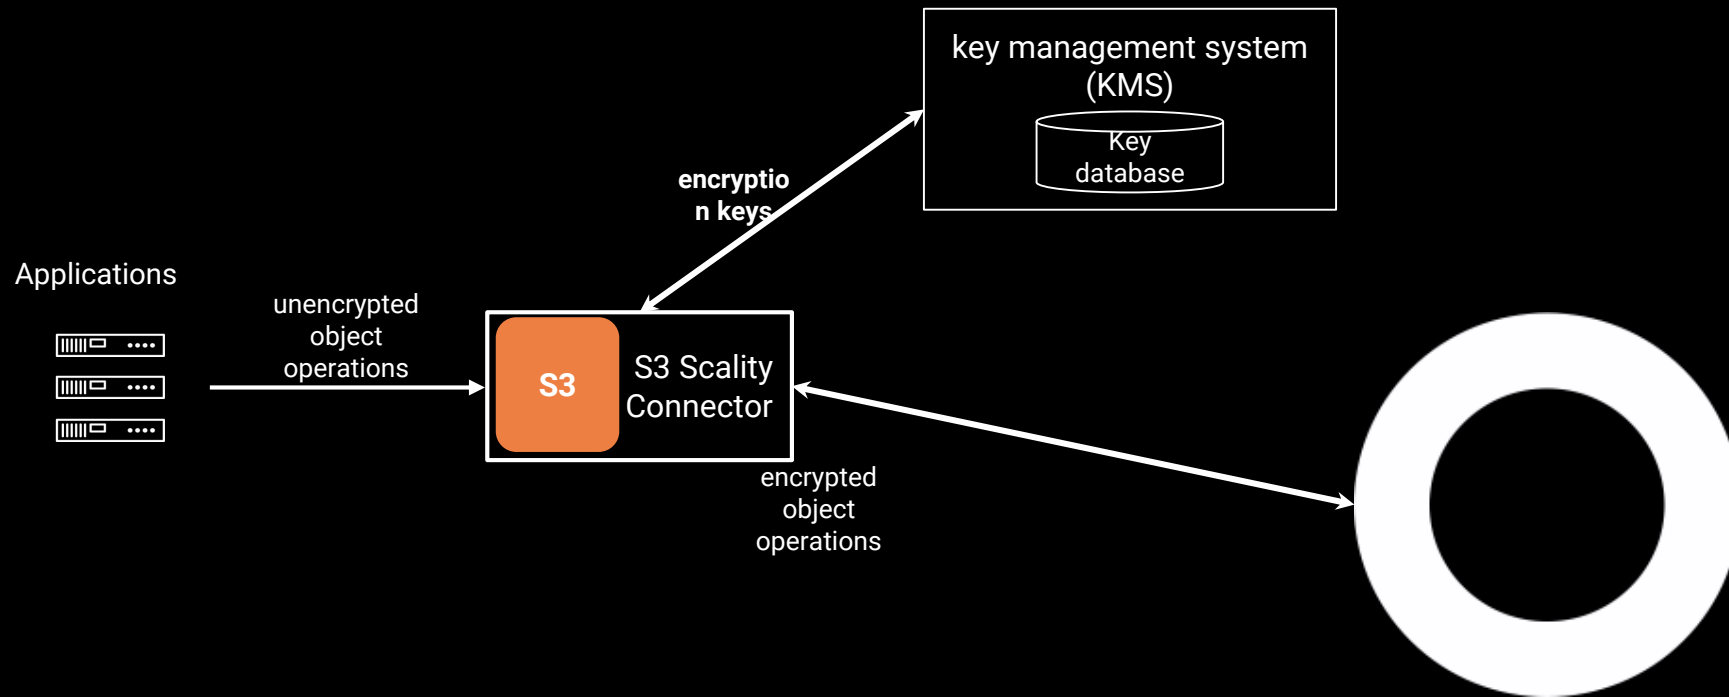 key management system
(KMS)
Key
database
encryptio
n keys
Applications
unencrypted
object
operations
S3
S3 Scality
Connector
encrypted
object
operations